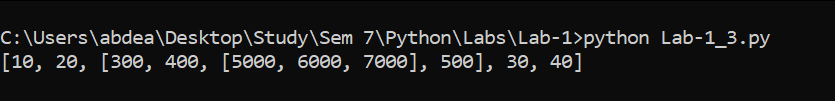 C:\Users\abdea\Desktop\Study\Sem 7\Python\Labs\Lab-1>python Lab-1_3.py
[10, 20, [300, 400, [5000, 6000, 7000], 500], 30, 40]